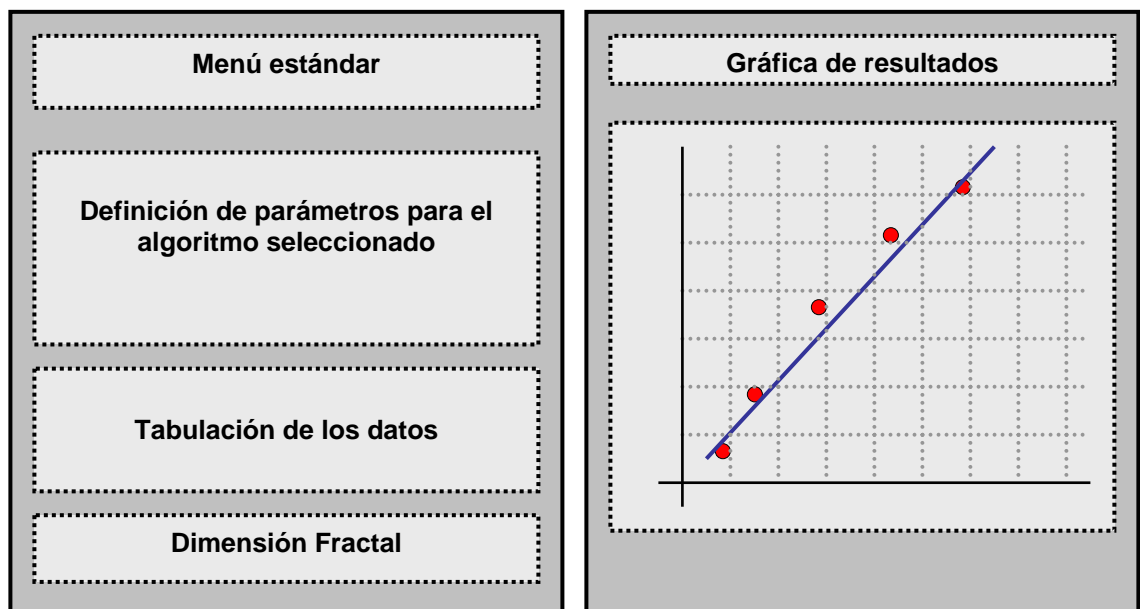 Menú estándar
Definición de parámetros para el
algoritmo seleccionado
Tabulación de los datos
Dimensión Fractal
Gráfica de resultados